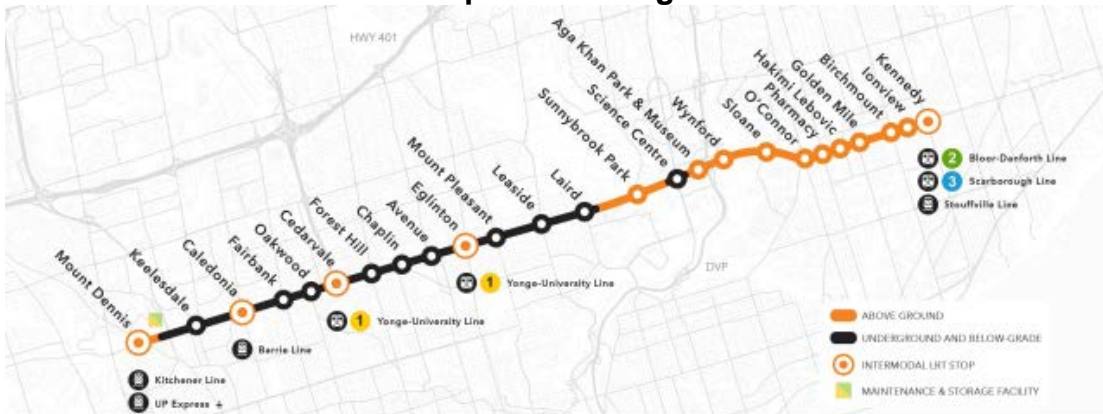 HWY 401
Mount Dennis
Keelesdale
Caledonia
Fairbank
Oakwood
Cedarvale
Forest Hill
Chaplin
Avenue
Eglinton
Mount Pleasant
Leaside
Laird
Sunnybrook Park
Science Centre
Aga Khan Park & Museum
Wynford
Sloane
O'Connor
Pharmacy
Hakimi Lebovic
Golden Mile
Birchmount
Ionview
Kennedy
2 Bloor-Danforth Line
3 Scarborough Line
Stouffville Line
DVP
1 Yonge-University Line
1 Yonge-University Line
Barrie Line
Kitchener Line
UP Express
ABOVE GROUND
UNDERGROUND AND BELOW-GRADE
INTERMODAL LRT STOP
MAINTENANCE & STORAGE FACILITY